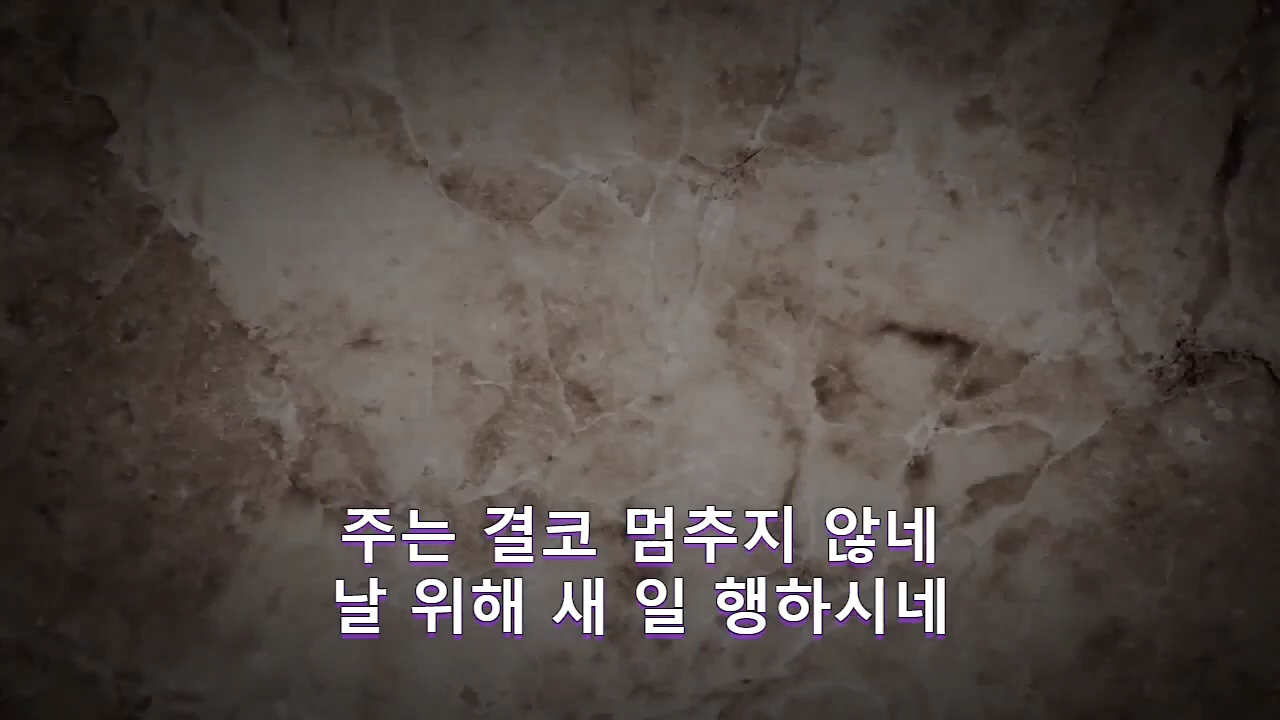 주는 결코 멈추지 않네
날 위해 새 일 행하시네